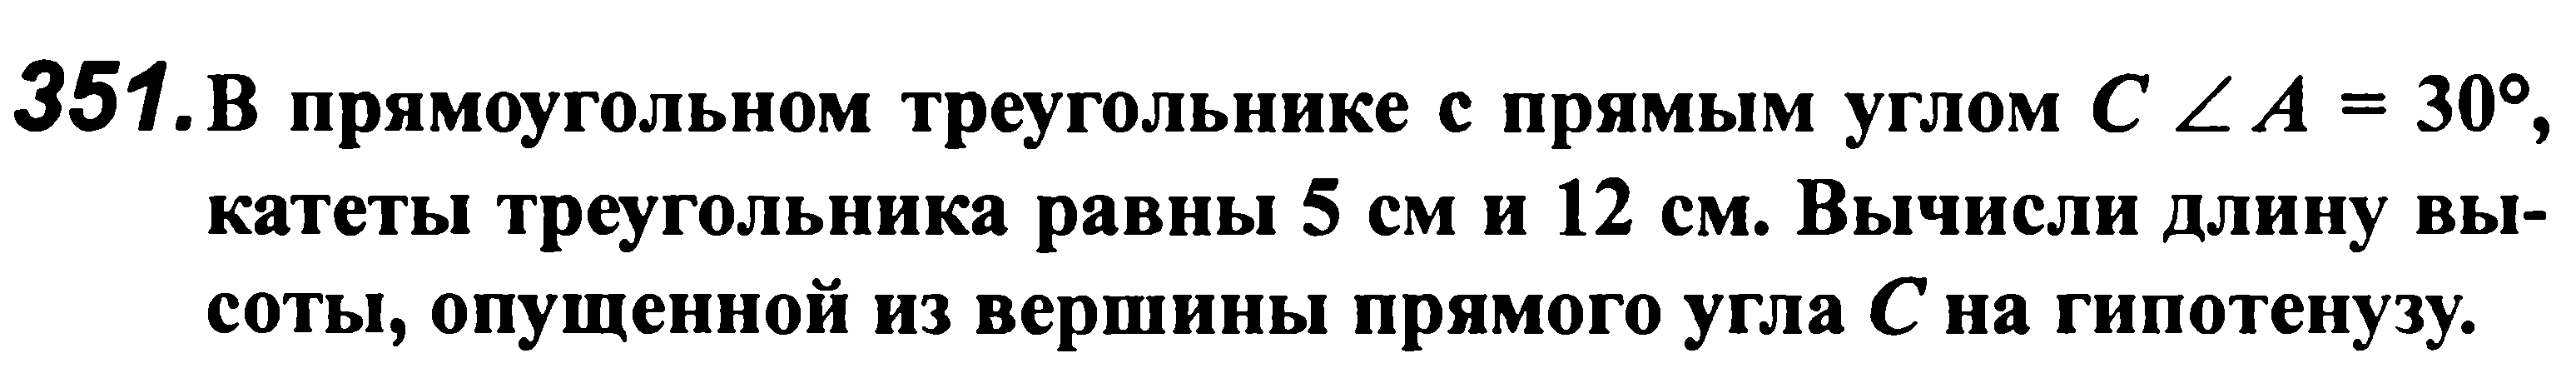 351. В прямоугольном треугольнике с прямым углом C ∠ A = 30°,
катеты треугольника равны 5 см и 12 см. Вычисли длину вы-
соты, опущенной из вершины прямого угла C на гипотенузу.